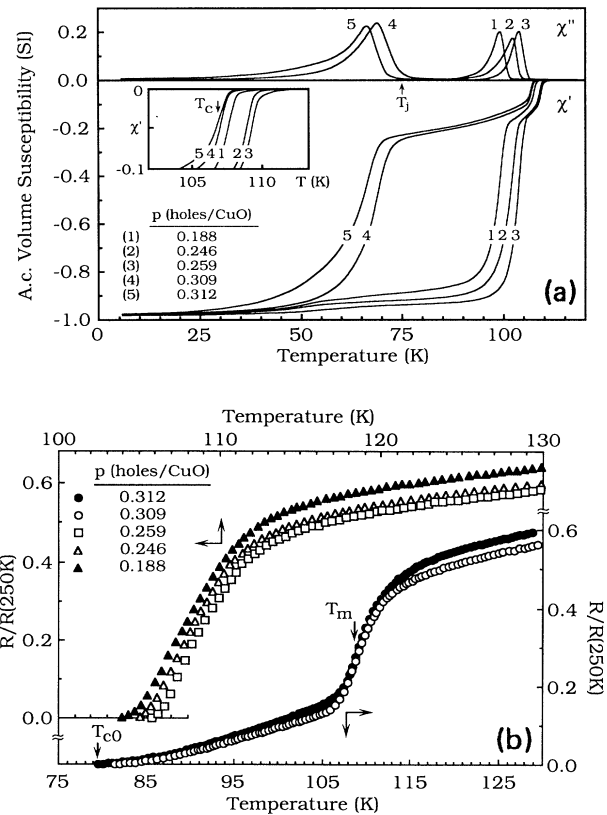 0.2
0.0
-0.2
-0.4
-0.6
-0.8
-1.0
A.c. Volume Susceptibility (SI)
5 4 1 2 3 χ''
T_j
χ'
0
T_c
χ'
5 4 1 2 3
-0.1
105 110 T (K)
p (holes/CuO)
(1) 0.188
(2) 0.246
(3) 0.259
(4) 0.309
(5) 0.312
5 4 1 2 3
(a)
0 25 50 75 100
Temperature (K)
Temperature (K)
100 110 120 130
p (holes/CuO)
0.312
0.309
0.259
0.246
0.188
0.6
0.4
0.2
0.0
R/R(250K)
T_m
T_c0
0.6
0.4
0.2
0.0
R/R(250K)
(b)
75 85 95 105 115 125
Temperature (K)